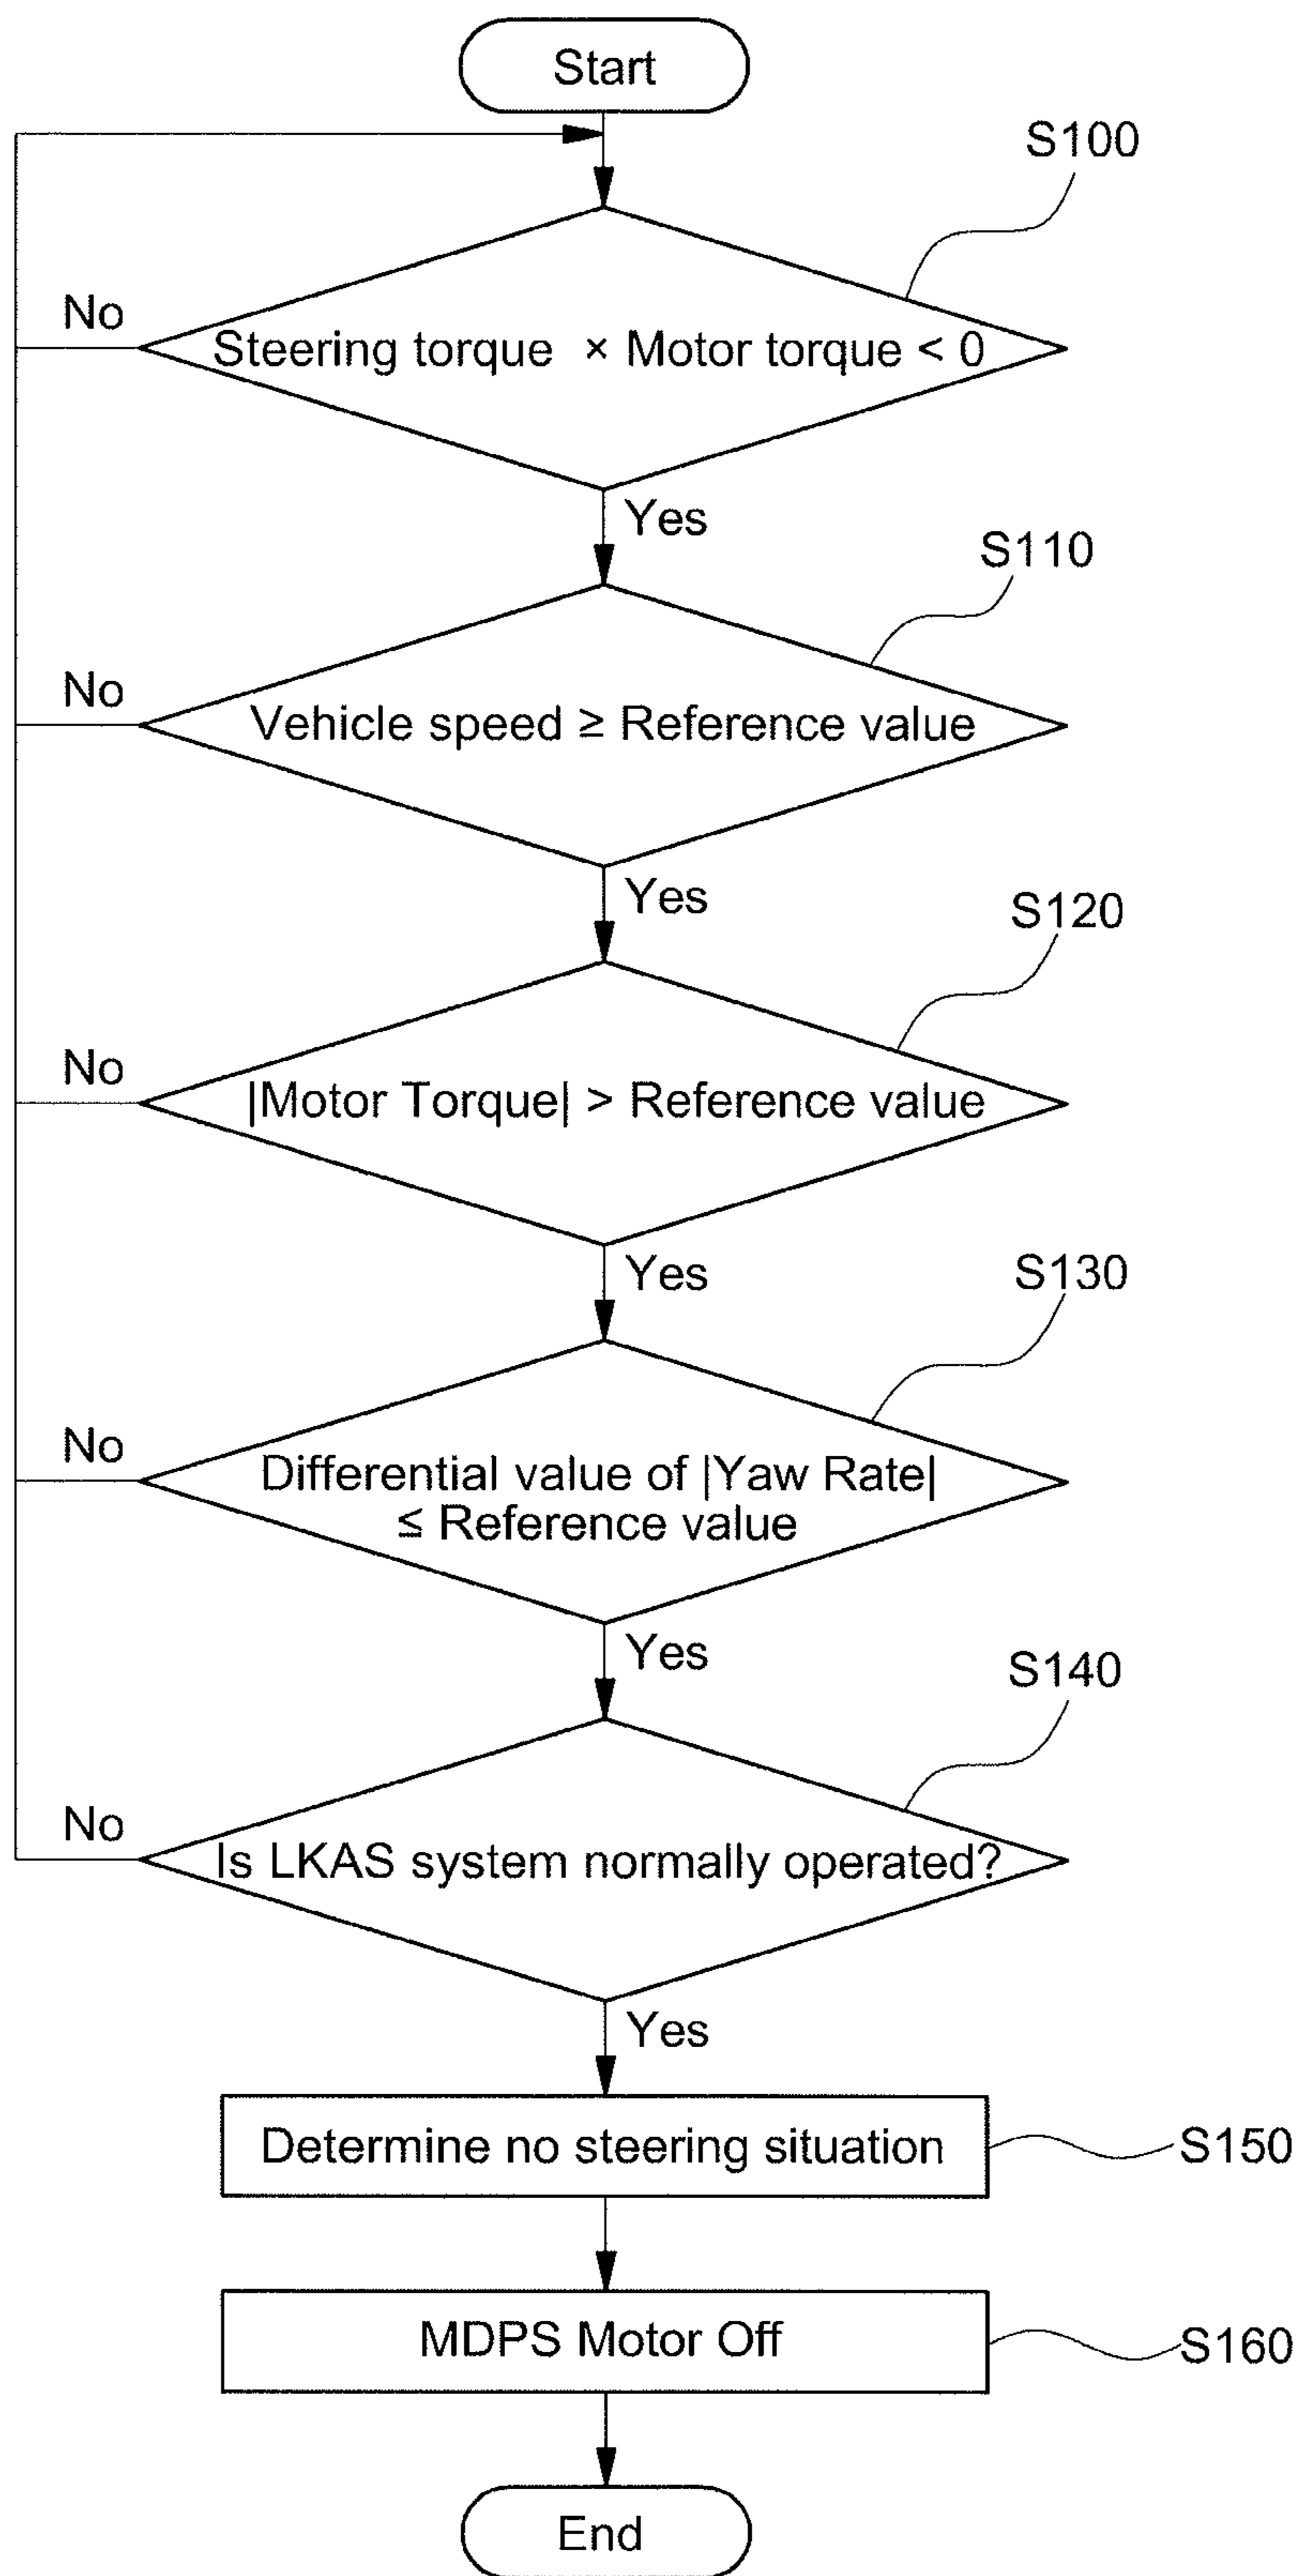 Start
S100
No
Steering torque × Motor torque < 0
Yes
S110
No
Vehicle speed ≥ Reference value
Yes
S120
No
|Motor Torque| > Reference value
Yes
S130
No
Differential value of |Yaw Rate|
≤ Reference value
Yes
S140
No
Is LKAS system normally operated?
Yes
Determine no steering situation
S150
MDPS Motor Off
S160
End